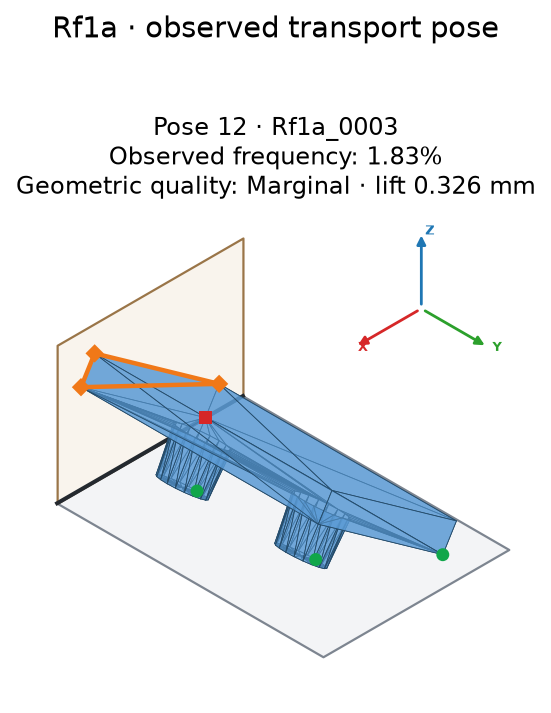 Rf1a · observed transport pose
Pose 12 · Rf1a_0003
Observed frequency: 1.83%
Geometric quality: Marginal · lift 0.326 mm
Z
X
Y